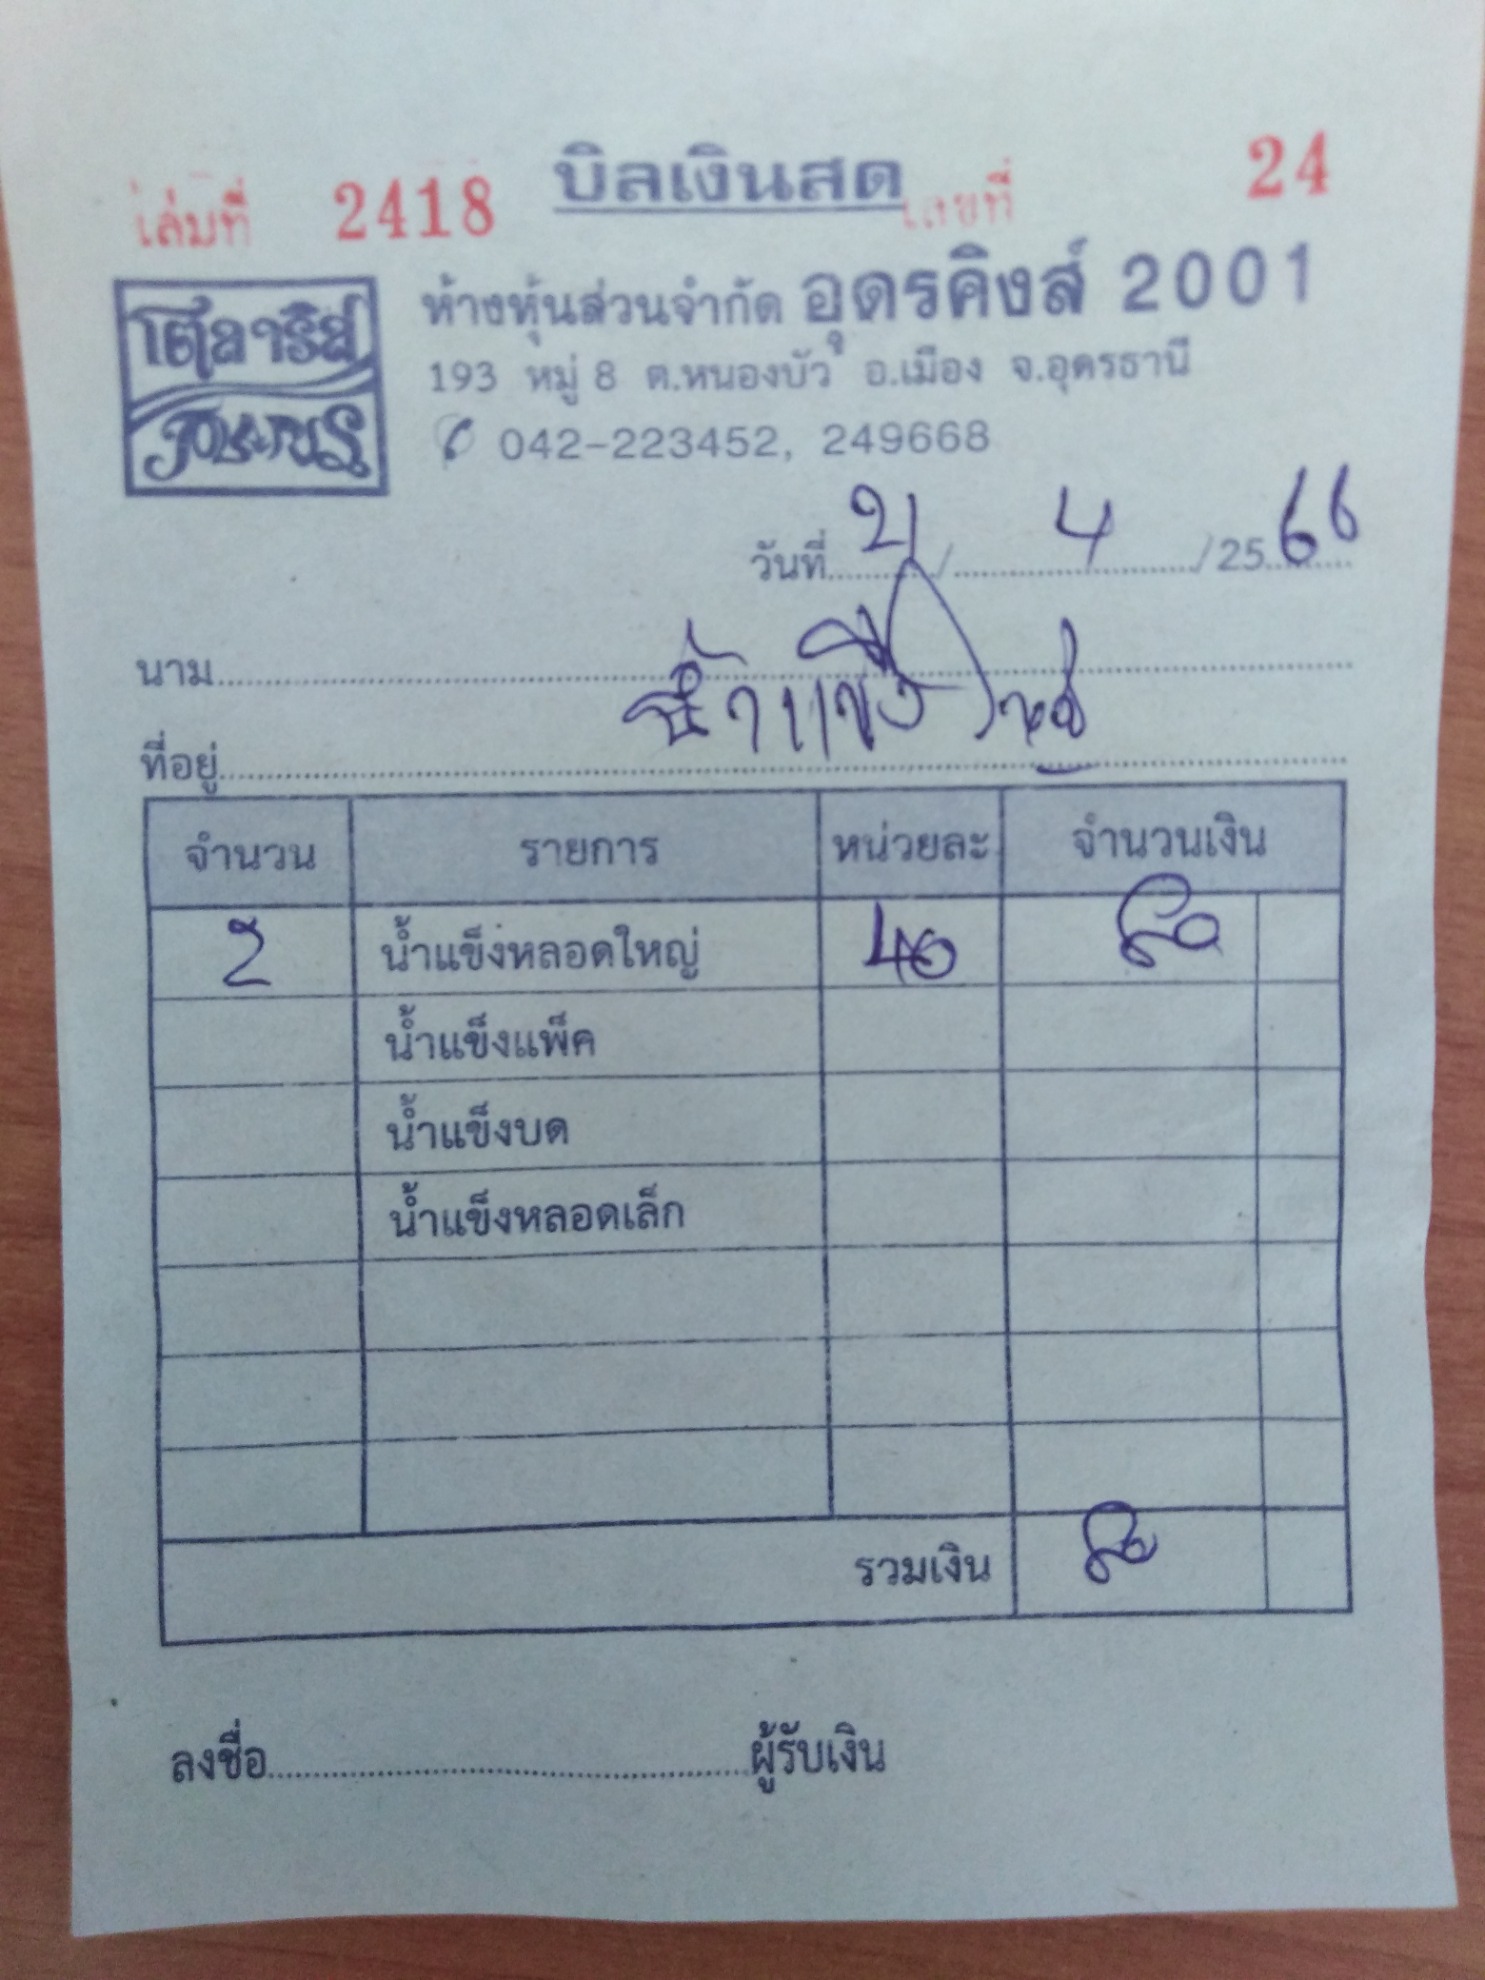 บิลเงินสด
เล่มที่ 2418 เลขที่ 24
โตลาริส
ห้างหุ้นส่วนจำกัด อุดรคิงส์ 2001
193 หมู่ 8 ต.หนองบัว อ.เมือง จ.อุดรธานี
042-223452, 249668
วันที่ 21 / 4 / 2566
นาม
ที่อยู่
จำนวน รายการ หน่วยละ จำนวนเงิน
2 น้ำแข็งหลอดใหญ่ 40 80
น้ำแข็งแพ็ค
น้ำแข็งบด
น้ำแข็งหลอดเล็ก
รวมเงิน 80
ลงชื่อ ผู้รับเงิน